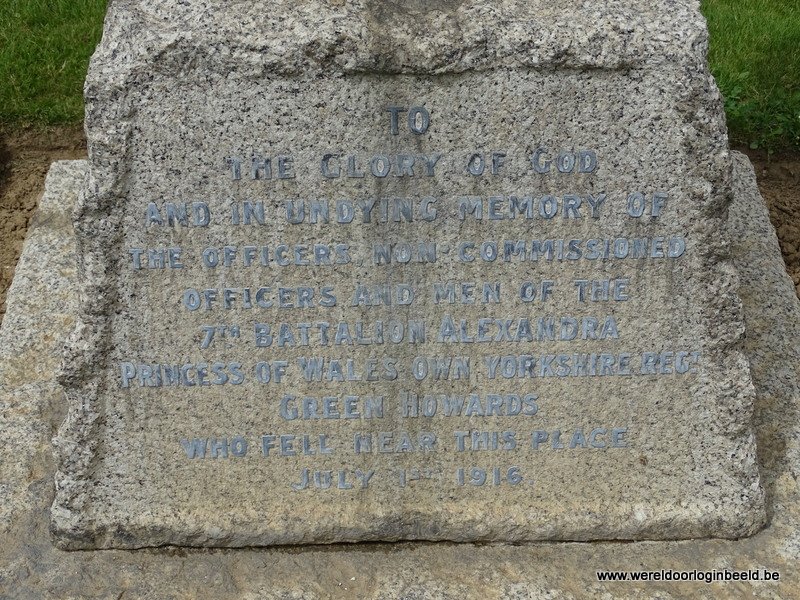 TO
THE GLORY OF GOD
AND IN UNDYING MEMORY OF
THE OFFICERS, NON-COMMISSIONED
OFFICERS AND MEN OF THE
7TH BATTALION ALEXANDRA
PRINCESS OF WALES OWN YORKSHIRE REGT
GREEN HOWARDS
WHO FELL NEAR THIS PLACE
JULY 1ST 1916.
www.wereldoorloginbeeld.be